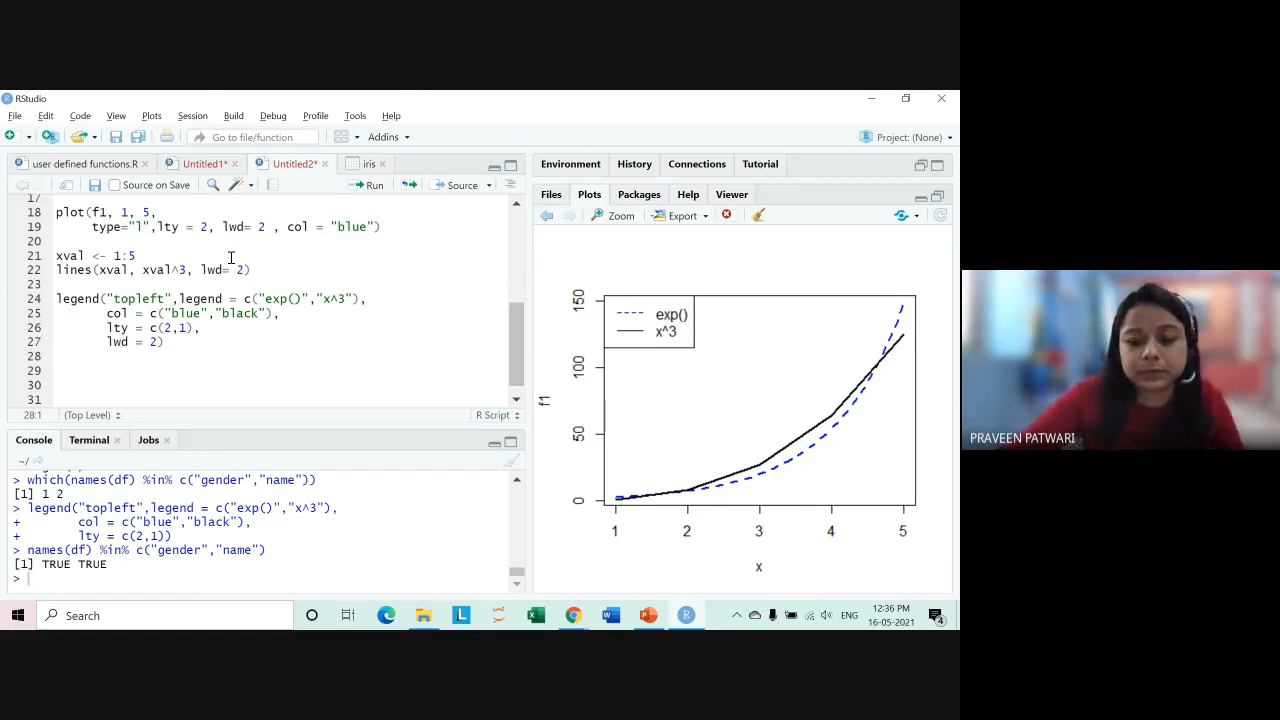 RStudio
File Edit Code View Plots Session Build Debug Profile Tools Help
Go to file/function Addins Project: (None)
user defined functions.R Untitled1* Untitled2* iris
Source on Save Run Source
17
18 plot(f1, 1, 5,
19 type="l",lty = 2, lwd= 2 , col = "blue")
20
21 xval <- 1:5
22 lines(xval, xval^3, lwd= 2)
23
24 legend("topleft",legend = c("exp()","x^3"),
25 col = c("blue","black"),
26 lty = c(2,1),
27 lwd = 2)
28
29
30
31
28:1 (Top Level) R Script
Console Terminal Jobs
~/
> which(names(df) %in% c("gender","name"))
[1] 1 2
> legend("topleft",legend = c("exp()","x^3"),
+ col = c("blue","black"),
+ lty = c(2,1))
> names(df) %in% c("gender","name")
[1] TRUE TRUE
>
Environment History Connections Tutorial
Files Plots Packages Help Viewer
Zoom Export
exp()
x^3
f1
0 50 100 150
1 2 3 4 5
x
PRAVEEN PATWARI
Search
ENG
12:36 PM
16-05-2021
4